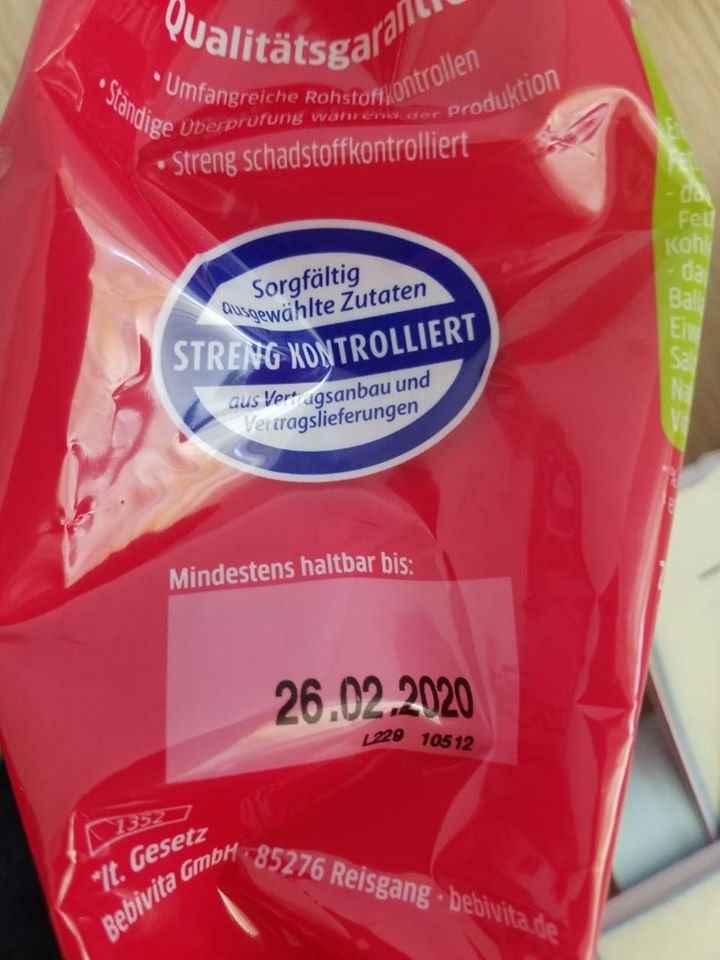 Qualitätsgarantie
• Umfangreiche Rohstoffkontrollen
• Ständige Überprüfung während der Produktion
• Streng schadstoffkontrolliert
Sorgfältig
ausgewählte Zutaten
STRENG KONTROLLIERT
aus Vertragsanbau und
Vertragslieferungen
Mindestens haltbar bis:
26.02.2020
L229 10512
1352
*lt. Gesetz
Bebivita GmbH · 85276 Reisgang · bebivita.de